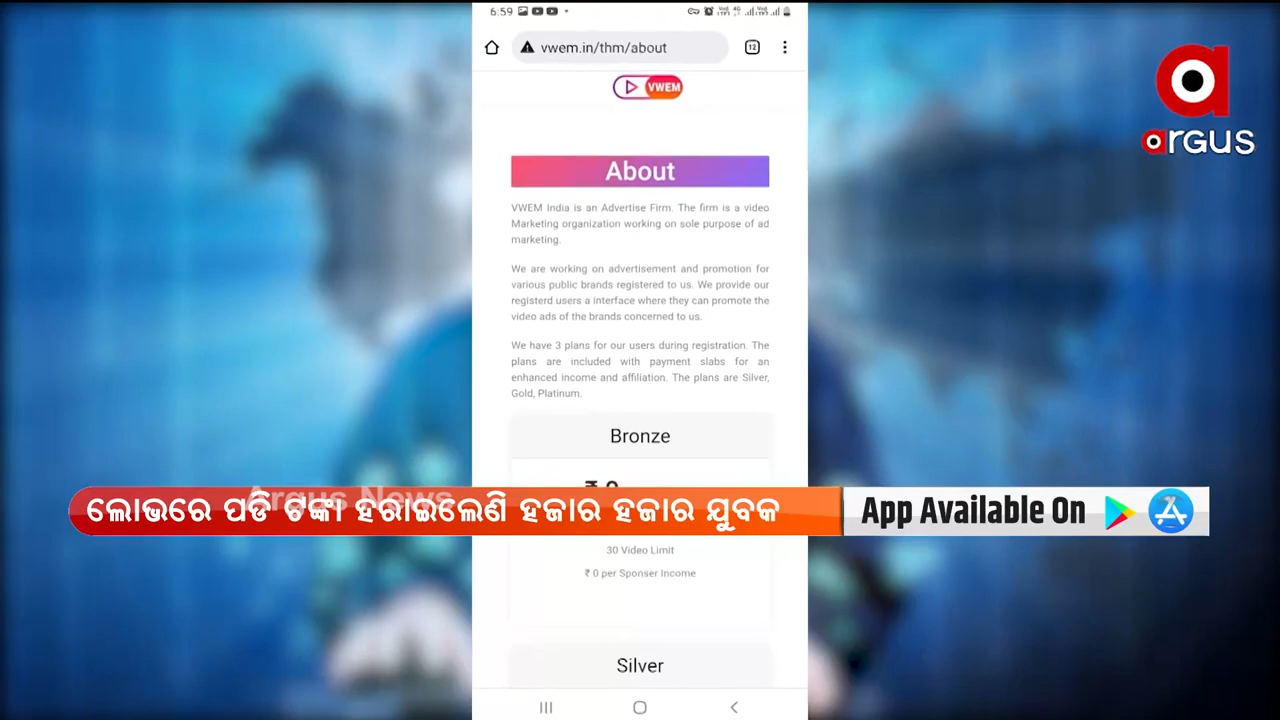 6:59
vwem.in/thm/about
12
VWEM
argus
About
VWEM India is an Advertise Firm. The firm is a video
Marketing organization working on sole purpose of ad
marketing.
We are working on advertisement and promotion for
various public brands registered to us. We provide our
registerd users a interface where they can promote the
video ads of the brands concerned to us.
We have 3 plans for our users during registration. The
plans are included with payment slabs for an
enhanced income and affiliation. The plans are Silver,
Gold, Platinum.
Bronze
Argus News
ଲୋଭରେ ପଡି ଟଙ୍କା ହରାଇଲେଣି ହଜାର ହଜାର ଯୁବକ
App Available On
30 Video Limit
₹ 0 per Sponser Income
Silver